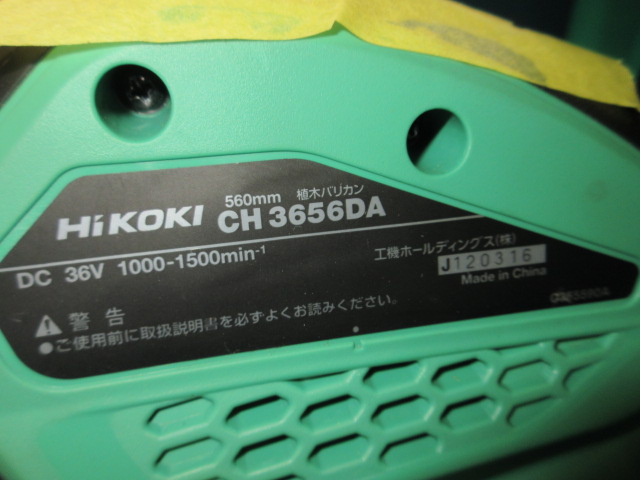 560mm 植木バリカン
HiKOKI CH 3656DA
DC 36V 1000-1500min-1
工機ホールディングス(株)
J120316
Made in China
警告
●ご使用前に取扱説明書を必ずよくお読みください。